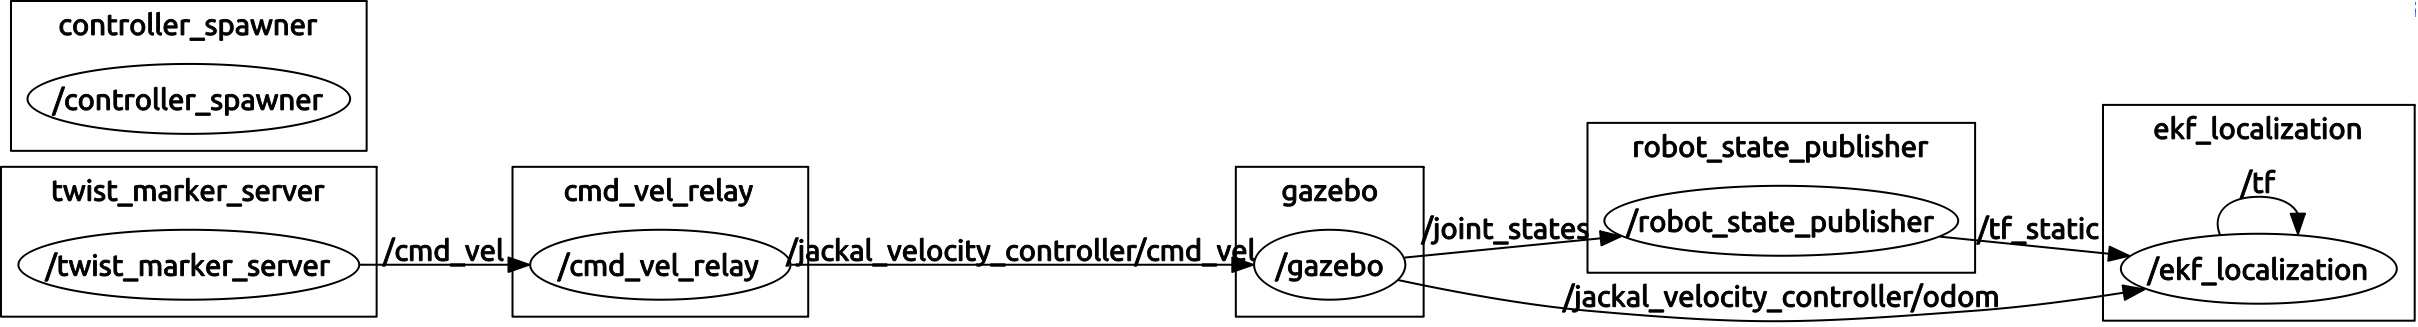 controller_spawner
/controller_spawner
twist_marker_server
/twist_marker_server
/cmd_vel
cmd_vel_relay
/cmd_vel_relay
/jackal_velocity_controller/cmd_vel
gazebo
/gazebo
/joint_states
robot_state_publisher
/robot_state_publisher
/tf_static
/jackal_velocity_controller/odom
ekf_localization
/tf
/ekf_localization